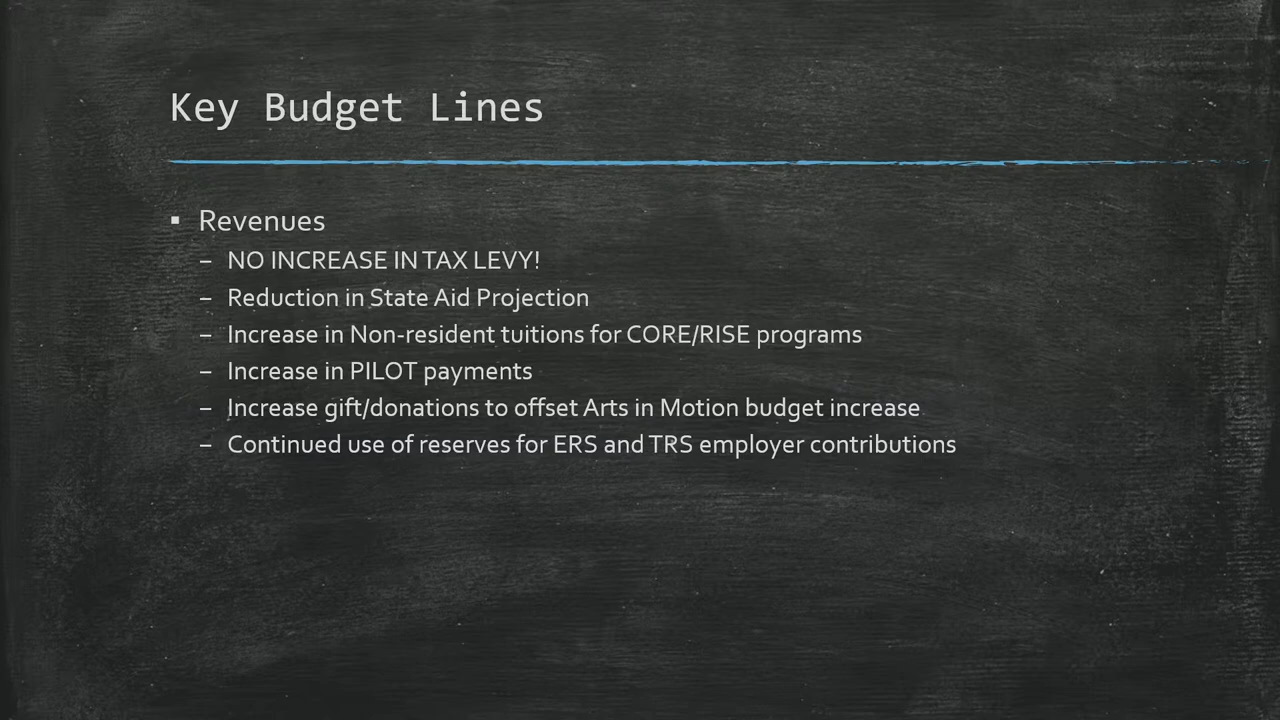 Key Budget Lines
▪ Revenues
– NO INCREASE IN TAX LEVY!
– Reduction in State Aid Projection
– Increase in Non-resident tuitions for CORE/RISE programs
– Increase in PILOT payments
– Increase gift/donations to offset Arts in Motion budget increase
– Continued use of reserves for ERS and TRS employer contributions